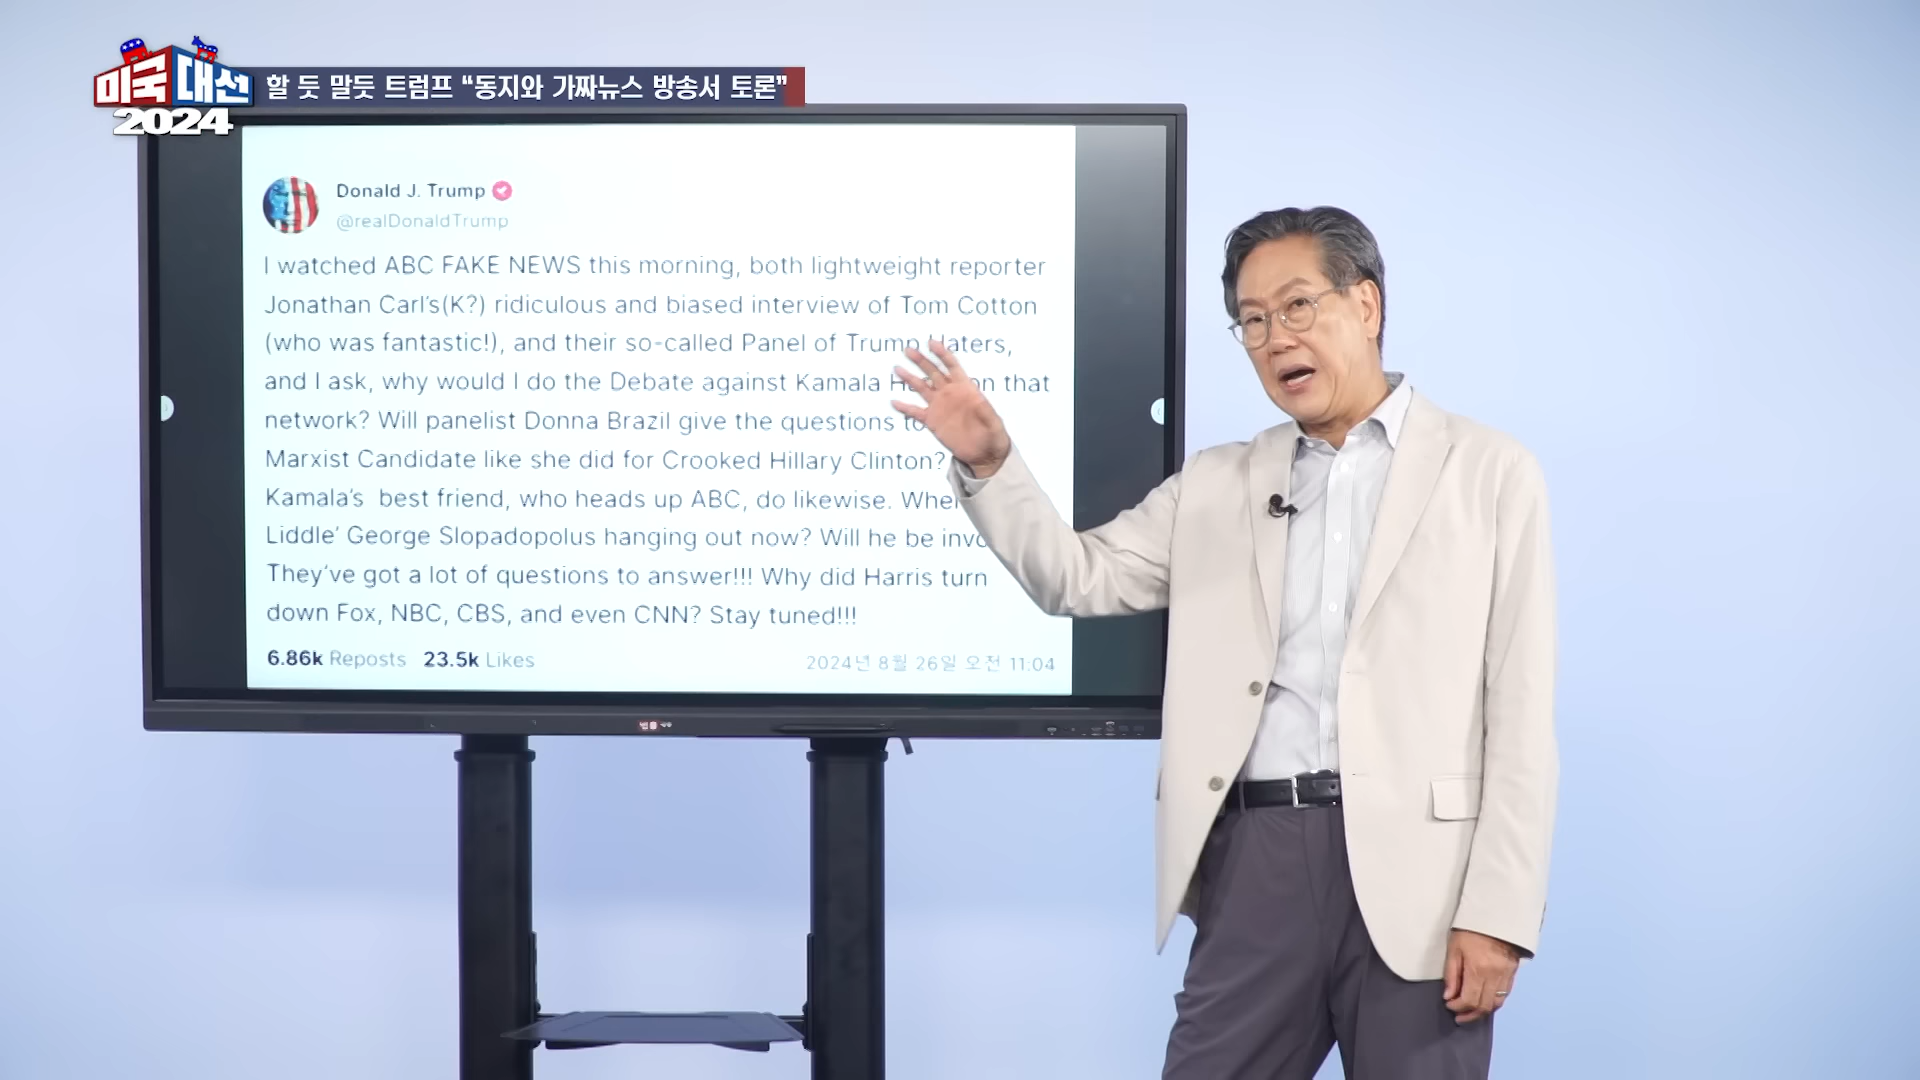 미국 대선
2024
할 듯 말듯 트럼프 “동지와 가짜뉴스 방송서 토론”
Donald J. Trump
@realDonaldTrump
I watched ABC FAKE NEWS this morning, both lightweight reporter
Jonathan Carl’s(K?) ridiculous and biased interview of Tom Cotton
(who was fantastic!), and their so-called Panel of Trump Haters,
and I ask, why would I do the Debate against Kamala on that
network? Will panelist Donna Brazil give the questions to
Marxist Candidate like she did for Crooked Hillary Clinton?
Kamala’s best friend, who heads up ABC, do likewise.
Liddle’ George Slopadopolus hanging out now? Will he be
They’ve got a lot of questions to answer!!! Why did Harris turn
down Fox, NBC, CBS, and even CNN? Stay tuned!!!
6.86k Reposts 23.5k Likes
2024년 8월 26일 오전 11:04